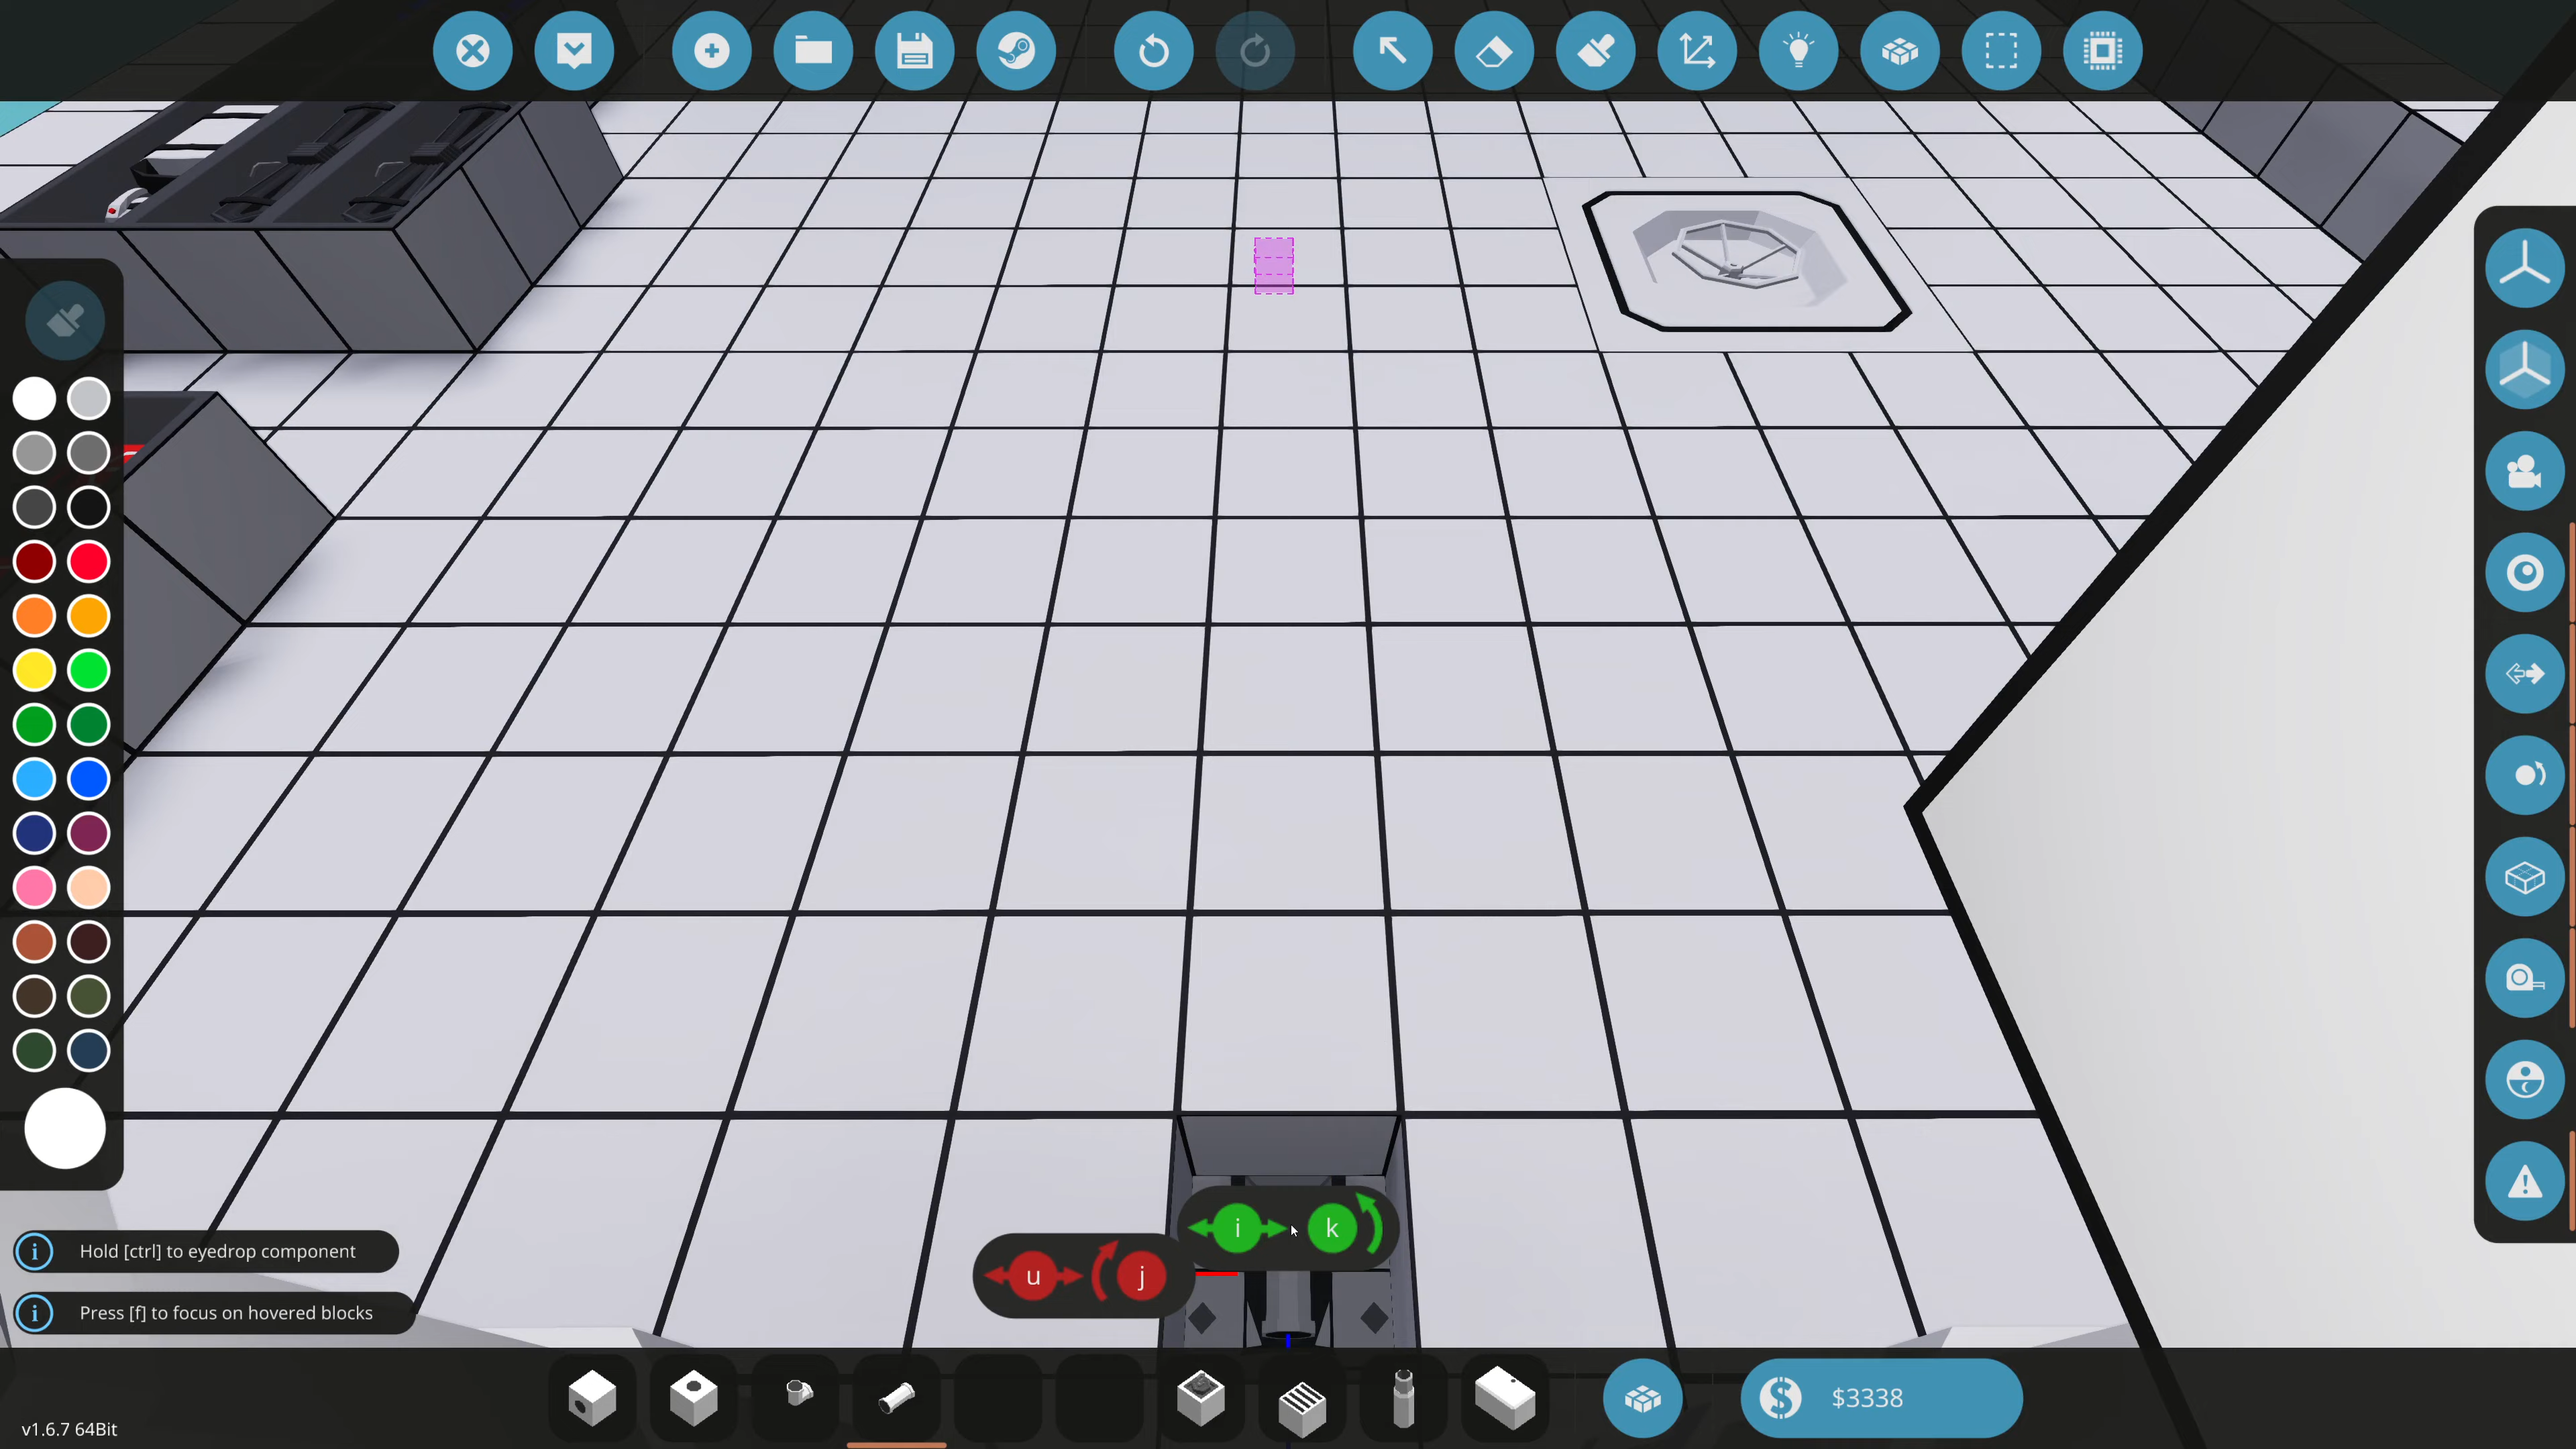 Hold [ctrl] to eyedrop component
Press [f] to focus on hovered blocks
u j
i k
$3338
v1.6.7 64Bit